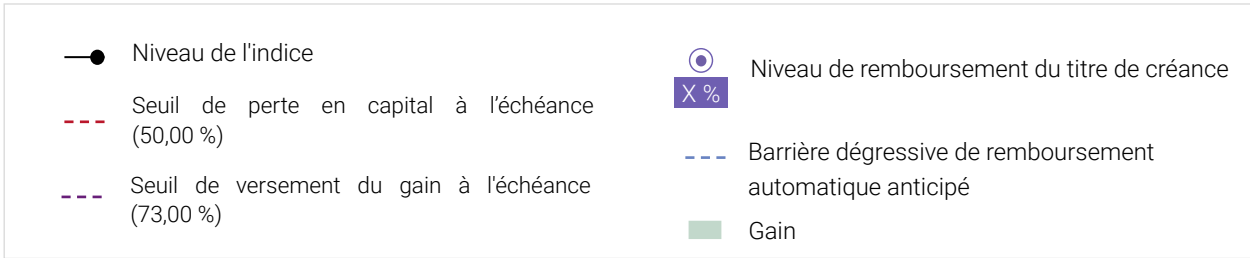 Niveau de l'indice
Seuil de perte en capital à l’échéance
(50,00 %)
Seuil de versement du gain à l'échéance
(73,00 %)
X %
Niveau de remboursement du titre de créance
Barrière dégressive de remboursement
automatique anticipé
Gain